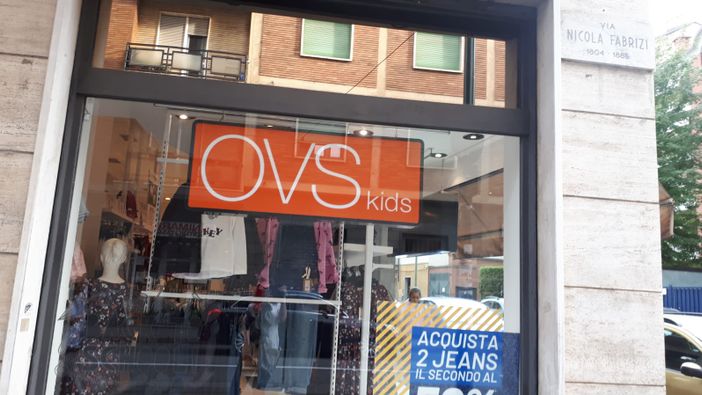 VIA
NICOLA FABRIZI
1804 1885
OVS kids
ACQUISTA
2 JEANS
IL SECONDO AL